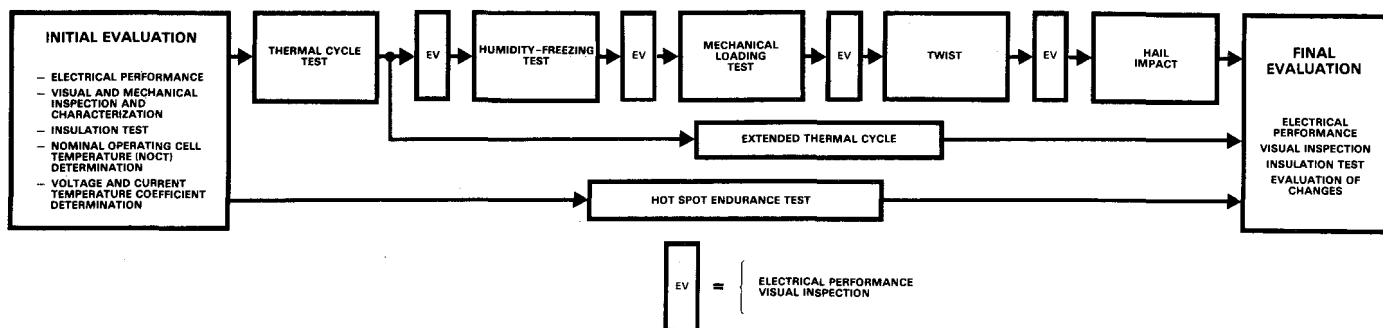 INITIAL EVALUATION
– ELECTRICAL PERFORMANCE
– VISUAL AND MECHANICAL
INSPECTION AND
CHARACTERIZATION
– INSULATION TEST
– NOMINAL OPERATING CELL
TEMPERATURE (NOCT)
DETERMINATION
– VOLTAGE AND CURRENT
TEMPERATURE COEFFICIENT
DETERMINATION
THERMAL CYCLE
TEST
EV
HUMIDITY–FREEZING
TEST
EV
MECHANICAL
LOADING
TEST
EV
TWIST
EV
HAIL
IMPACT
EXTENDED THERMAL CYCLE
HOT SPOT ENDURANCE TEST
FINAL
EVALUATION
ELECTRICAL
PERFORMANCE
VISUAL INSPECTION
INSULATION TEST
EVALUATION OF
CHANGES
EV = { ELECTRICAL PERFORMANCE
VISUAL INSPECTION